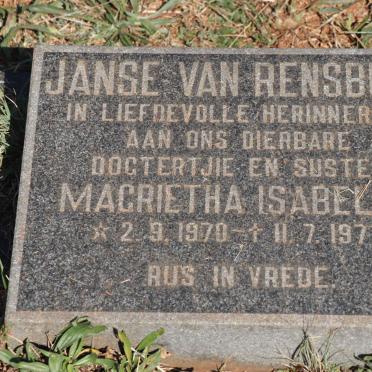 JANSE VAN RENSBU
IN LIEFDEVOLLE HERINNER
AAN ONS DIERBARE
DOGTERTJIE EN SUSTE
MAGRIETHA ISABEL
☆ 2. 9. 1970 – ✝ 11. 7. 197
RUS IN VREDE.